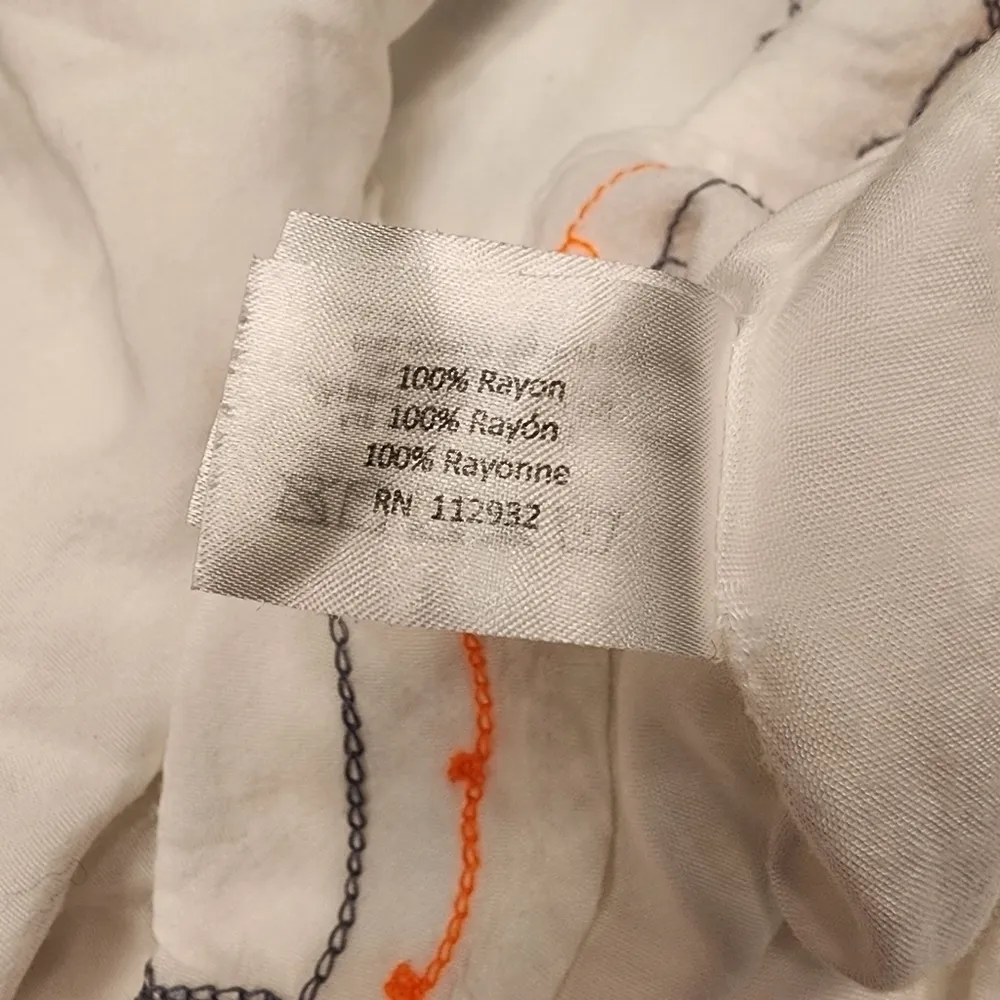 100% Rayon
100% Rayón
100% Rayonne
RN 112932